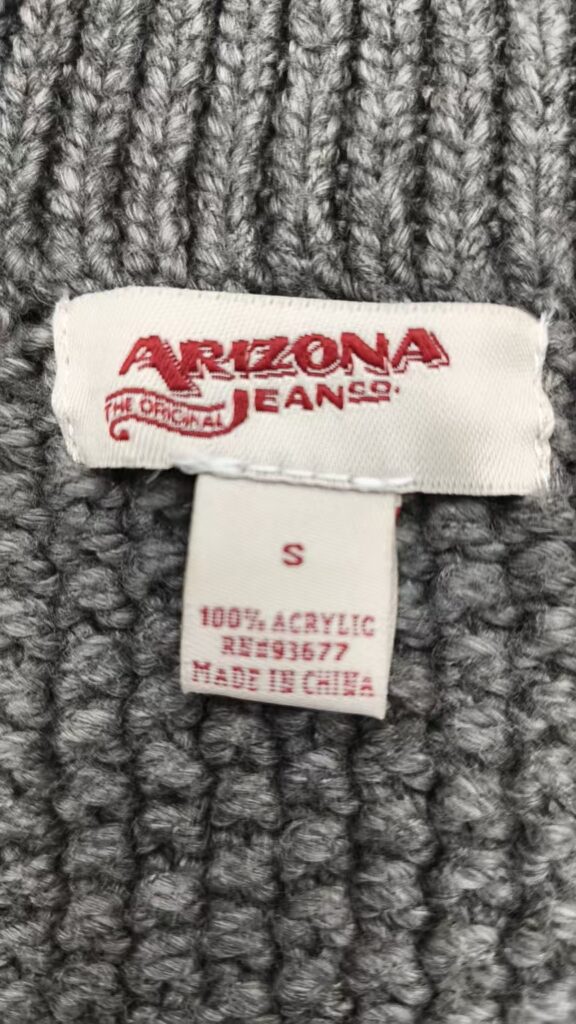 ARIZONA
THE ORIGINAL JEAN CO.
S
100% ACRYLIC
RN#93677
MADE IN CHINA